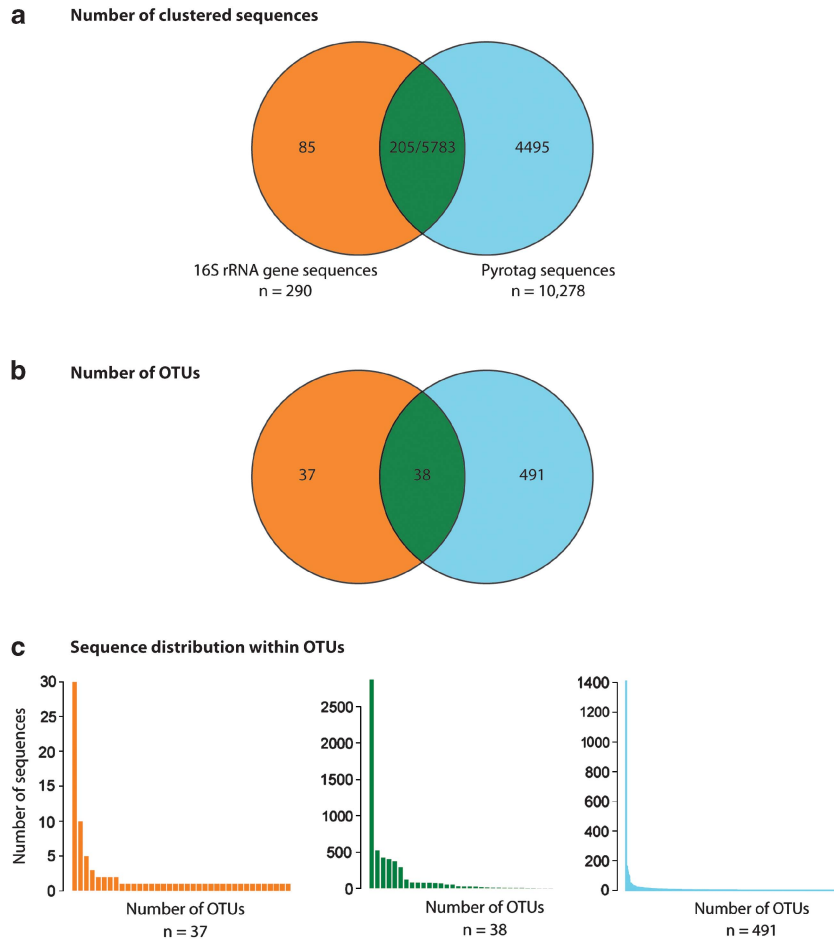 a Number of clustered sequences
85 205/5783 4495
16S rRNA gene sequences Pyrotag sequences
n = 290 n = 10,278
b Number of OTUs
37 38 491
c Sequence distribution within OTUs
Number of sequences
30
25
20
15
10
5
0
Number of OTUs
n = 37
2500
2000
1500
1000
500
0
Number of OTUs
n = 38
1400
1200
1000
800
600
400
200
0
Number of OTUs
n = 491